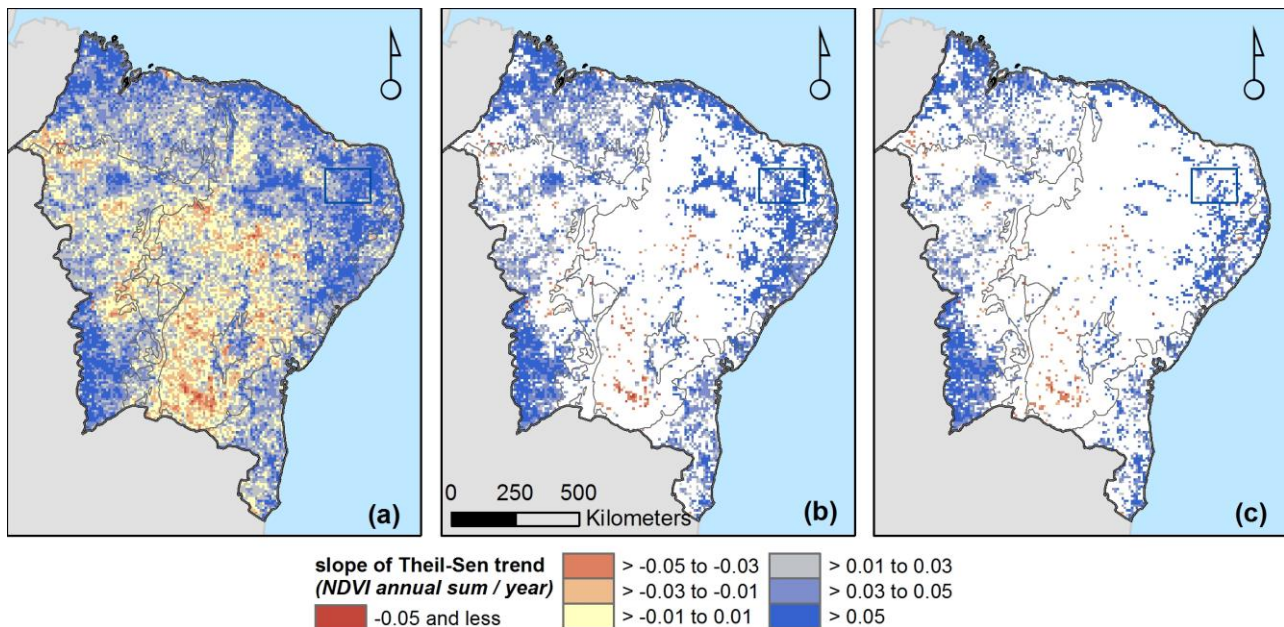 (a)
0 250 500
Kilometers
(b)
(c)
slope of Theil-Sen trend
(NDVI annual sum / year)
-0.05 and less
> -0.05 to -0.03
> -0.03 to -0.01
> -0.01 to 0.01
> 0.01 to 0.03
> 0.03 to 0.05
> 0.05